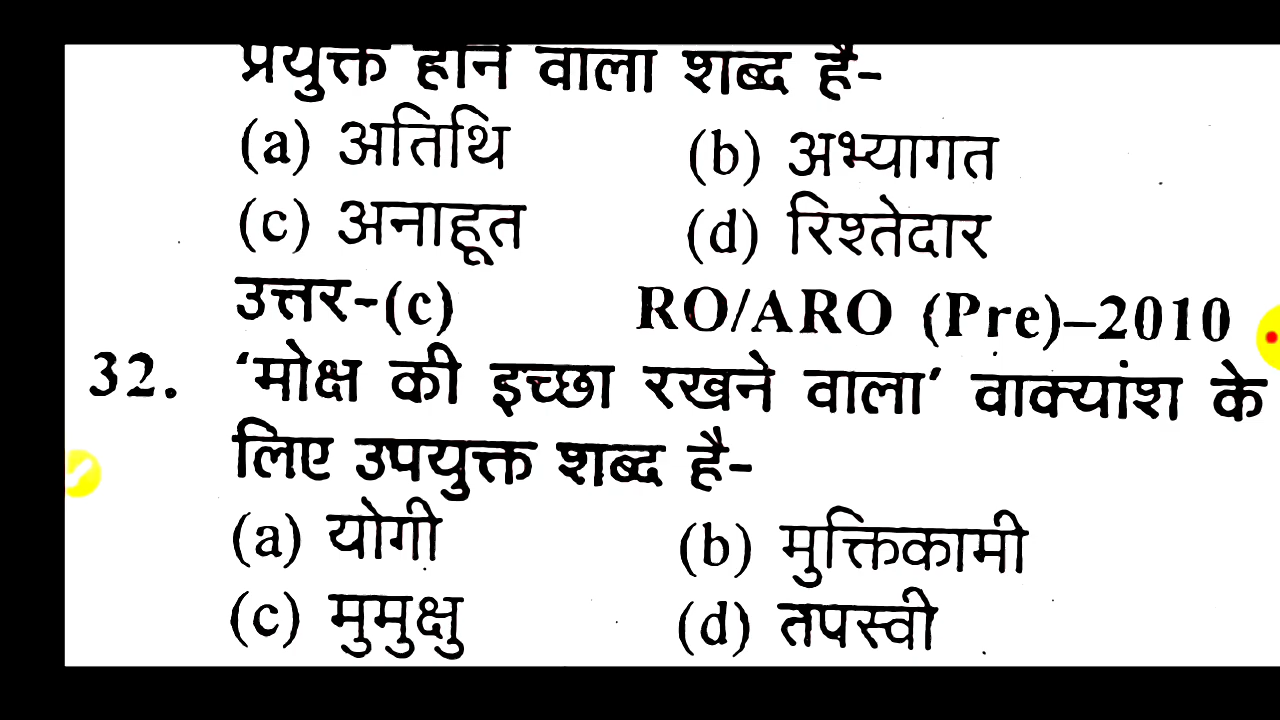 प्रयुक्त होने वाला शब्द है-
(a) अतिथि (b) अभ्यागत
(c) अनाहूत (d) रिश्तेदार
उत्तर-(c) RO/ARO (Pre)–2010
32. ‘मोक्ष की इच्छा रखने वाला’ वाक्यांश के
लिए उपयुक्त शब्द है-
(a) योगी (b) मुक्तिकामी
(c) मुमुक्षु (d) तपस्वी